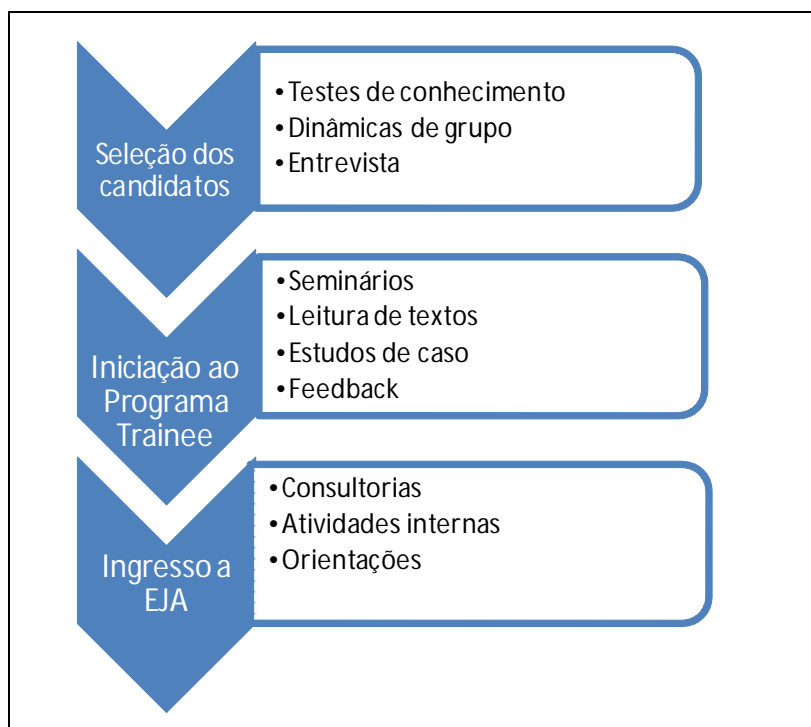 Seleção dos
candidatos
•Testes de conhecimento
•Dinâmicas de grupo
•Entrevista
Iniciação ao
Programa
Trainee
•Seminários
•Leitura de textos
•Estudos de caso
•Feedback
Ingresso a
EJA
•Consultorias
•Atividades internas
•Orientações